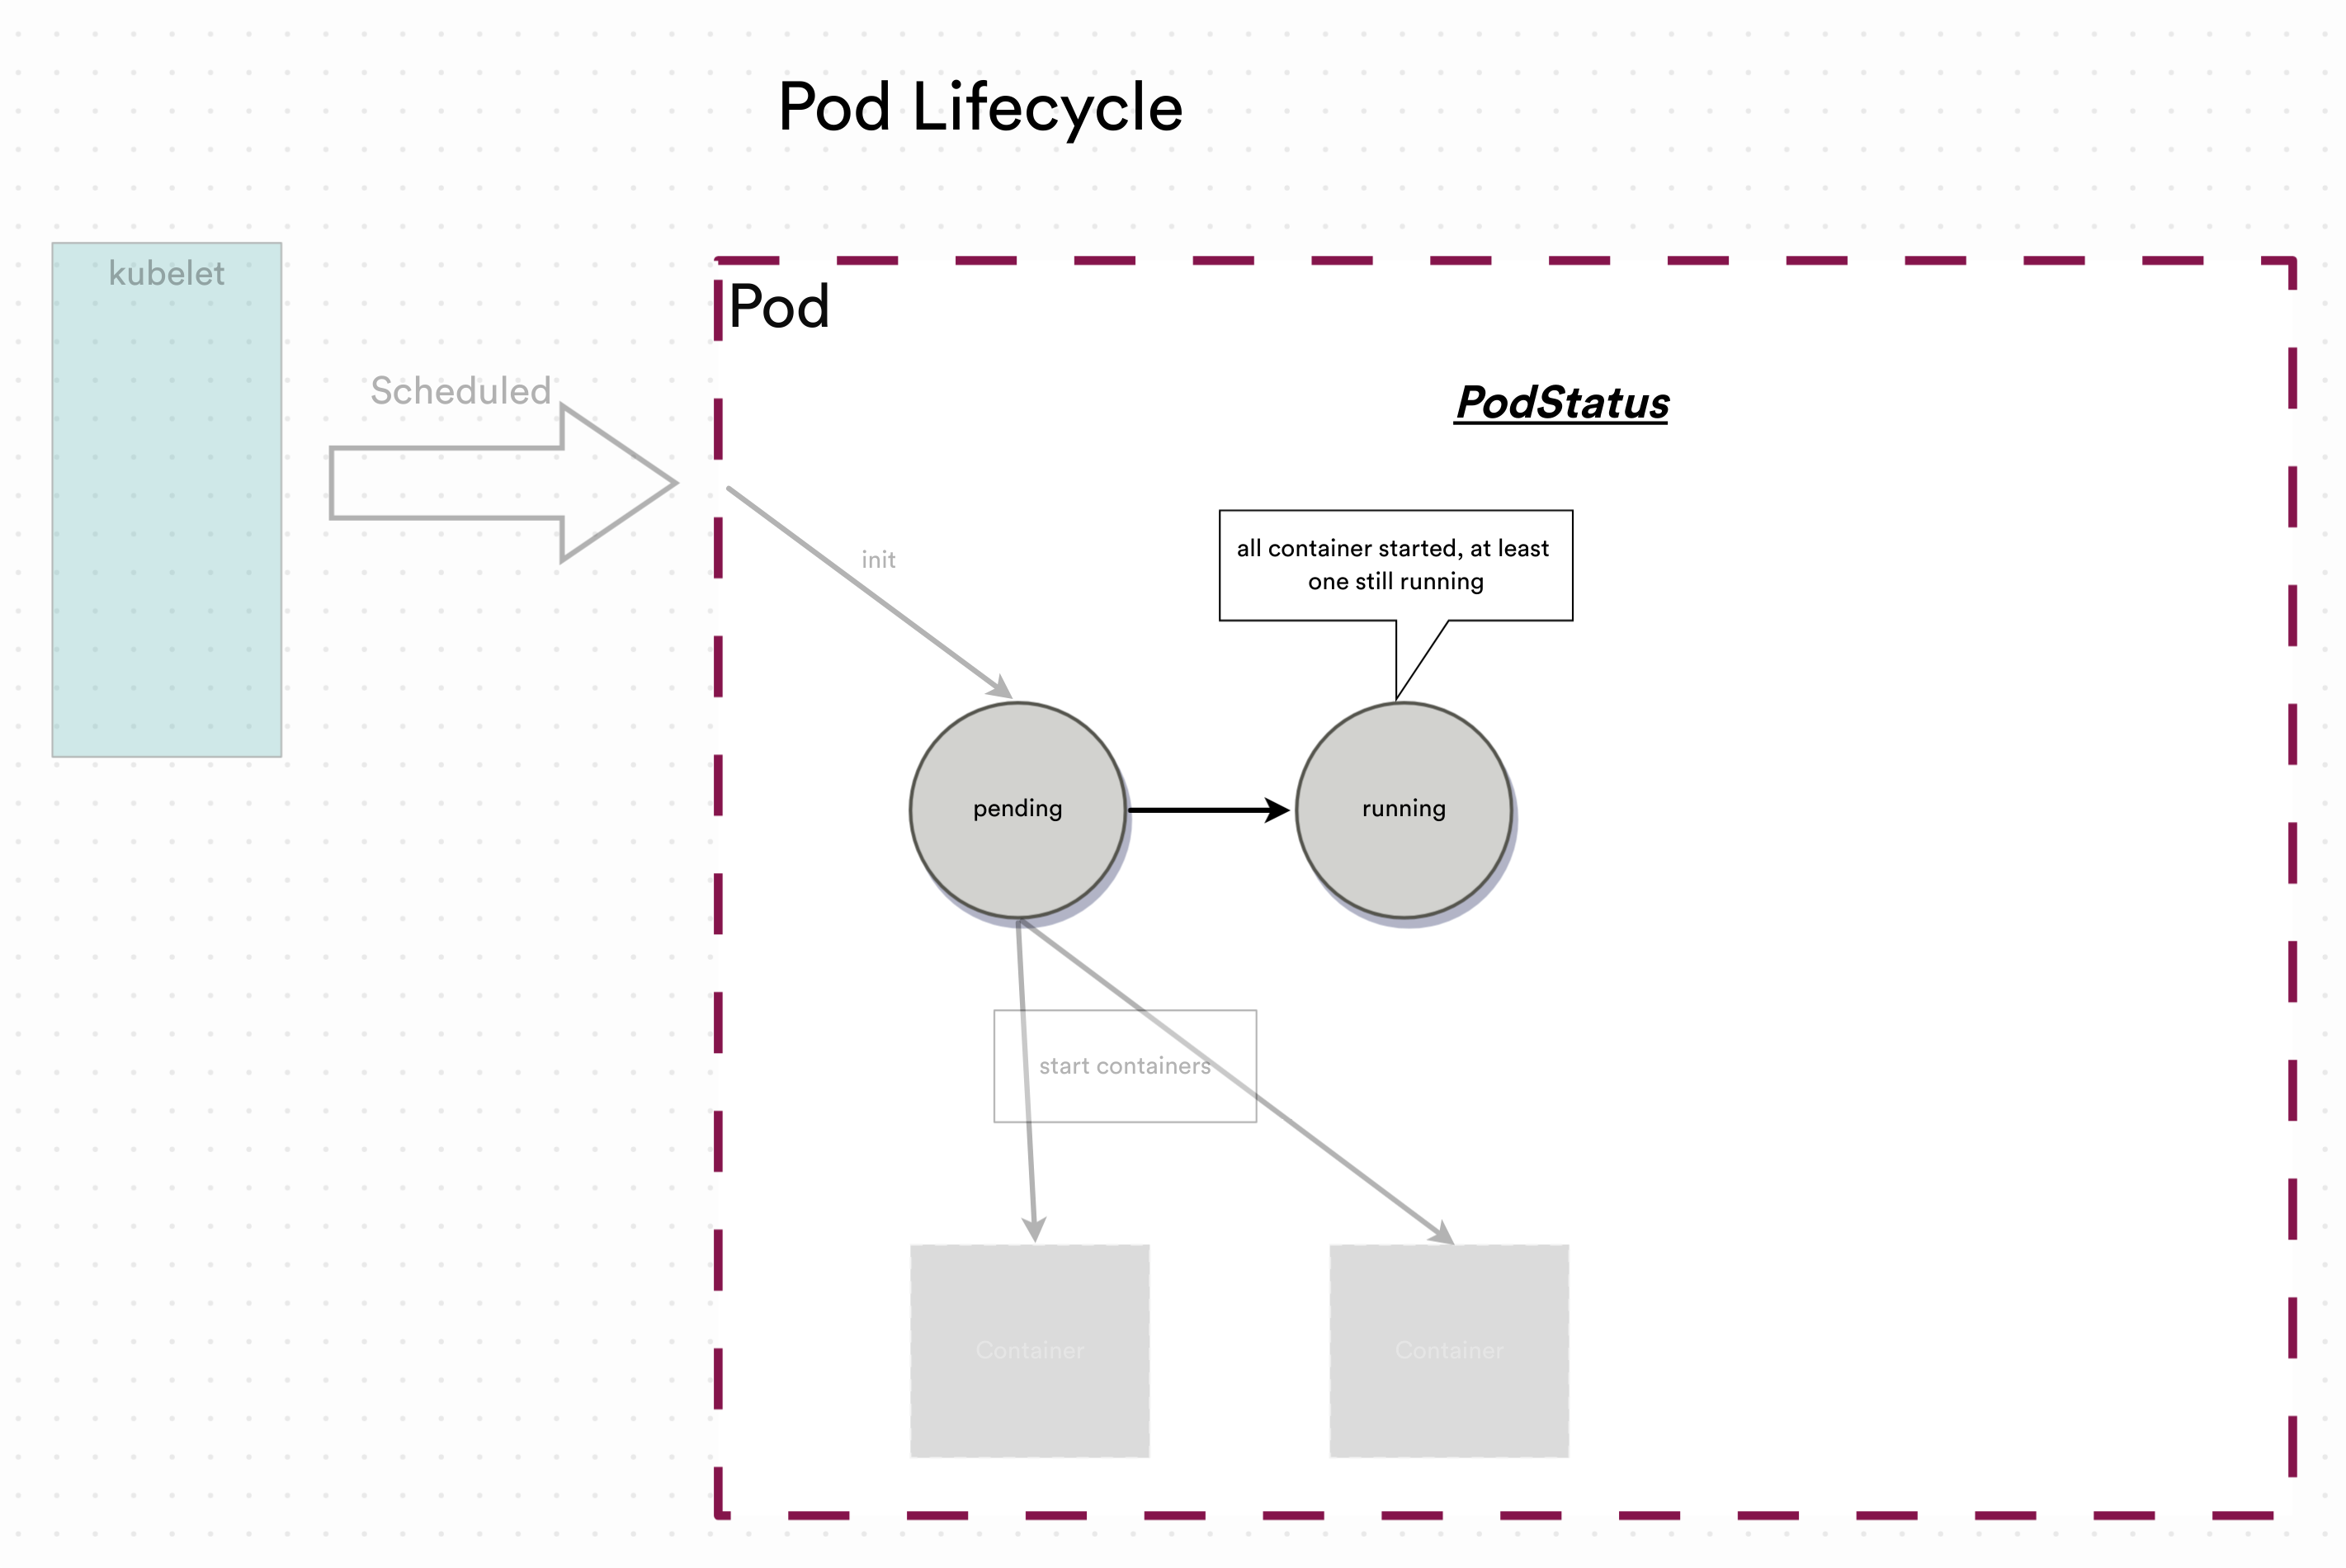 Pod Lifecycle
kubelet
Scheduled
Pod
PodStatus
init
all container started, at least
one still running
pending
running
start containers
Container
Container